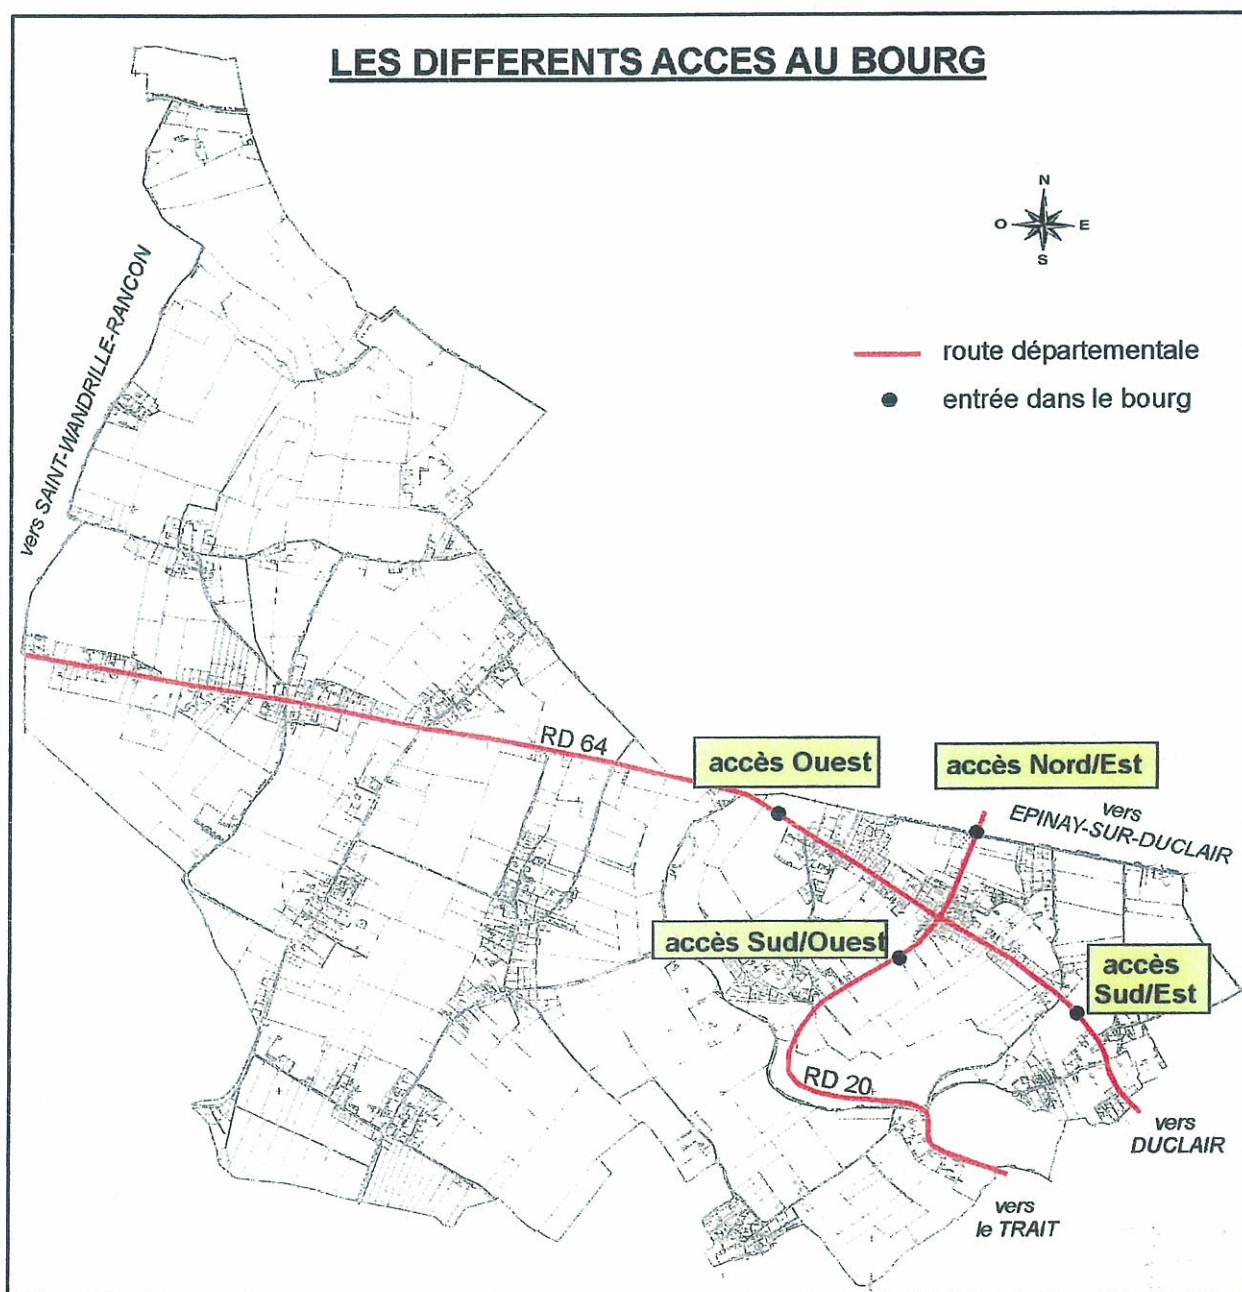 LES DIFFERENTS ACCES AU BOURG
N
O
E
S
route départementale
entrée dans le bourg
vers SAINT-WANDRILLE-RANCON
RD 64
accès Ouest
accès Nord/Est
vers
EPINAY-SUR-DUCLAIR
accès Sud/Ouest
accès
Sud/Est
RD 20
vers
DUCLAIR
vers
le TRAIT